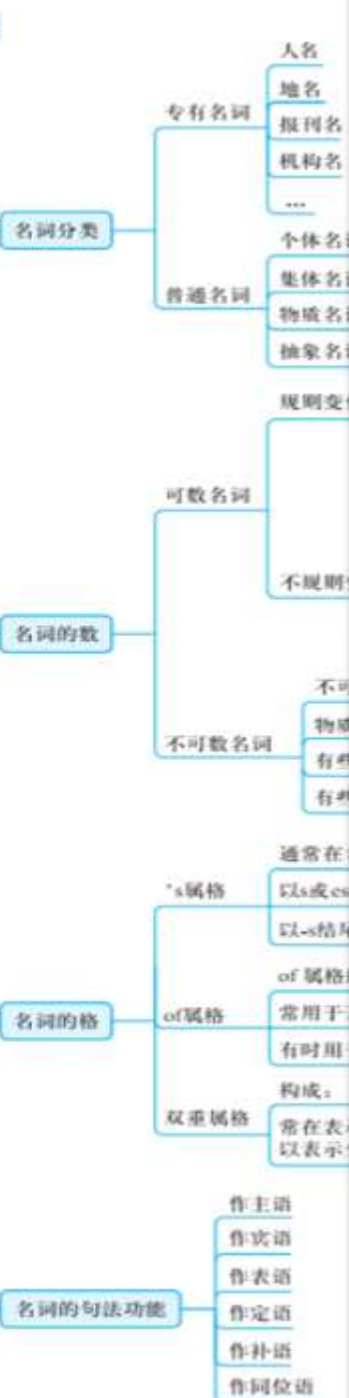 名词分类
专有名词
人名
地名
报刊名
机构名
...
普通名词
个体名
集体名
物质名
抽象名
名词的数
可数名词
规则变
不规则
不可数名词
不可
物质
有些
有些
名词的格
's属格
通常在
以s或es
以-s结尾
of属格
of 属格
常用于
有时用
双重属格
构成：
常在表
以表示
名词的句法功能
作主语
作宾语
作表语
作定语
作补语
作同位语